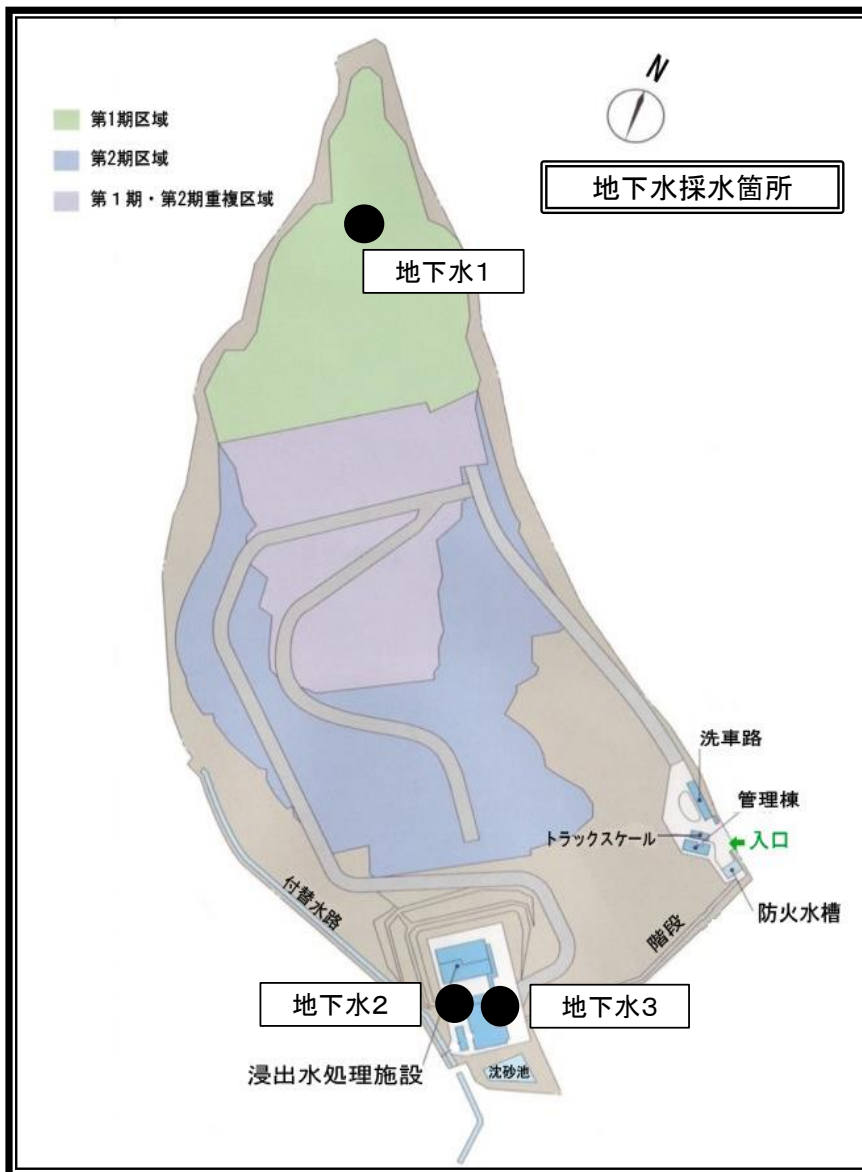 N
第1期区域
第2期区域
第１期・第2期重複区域
地下水採水箇所
地下水1
洗車路
管理棟
トラックスケール
入口
防火水槽
付替水路
階段
地下水2
地下水3
浸出水処理施設
沈砂池